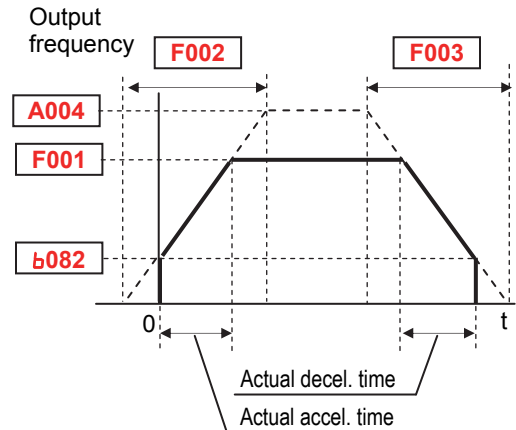 Output
frequency
F002
F003
A004
F001
b082
0
t
Actual decel. time
Actual accel. time